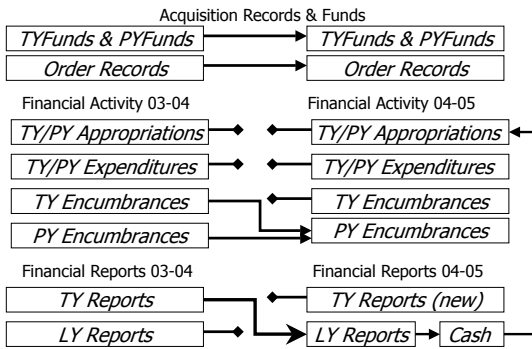 Acquisition Records & Funds
TYFunds & PYFunds TYFunds & PYFunds
Order Records Order Records
Financial Activity 03-04 Financial Activity 04-05
TY/PY Appropriations TY/PY Appropriations
TY/PY Expenditures TY/PY Expenditures
TY Encumbrances TY Encumbrances
PY Encumbrances PY Encumbrances
Financial Reports 03-04 Financial Reports 04-05
TY Reports TY Reports (new)
LY Reports LY Reports Cash